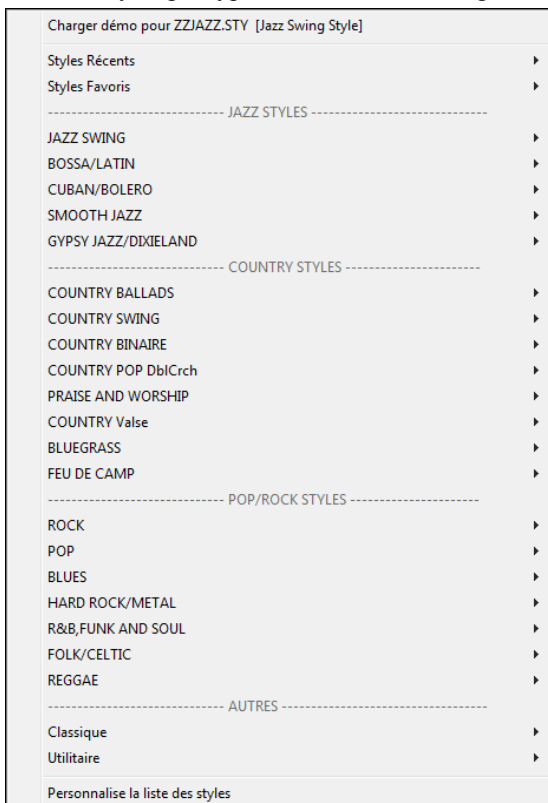 Charger démo pour ZZJAZZ.STY [Jazz Swing Style]
Styles Récents
Styles Favoris
----------------------------- JAZZ STYLES -----------------------------
JAZZ SWING
BOSSA/LATIN
CUBAN/BOLERO
SMOOTH JAZZ
GYPSY JAZZ/DIXIELAND
----------------------------- COUNTRY STYLES ----------------------
COUNTRY BALLADS
COUNTRY SWING
COUNTRY BINAIRE
COUNTRY POP DblCrch
PRAISE AND WORSHIP
COUNTRY Valse
BLUEGRASS
FEU DE CAMP
----------------------------- POP/ROCK STYLES ---------------------
ROCK
POP
BLUES
HARD ROCK/METAL
R&B,FUNK AND SOUL
FOLK/CELTIC
REGGAE
----------------------------- AUTRES ----------------------------------
Classique
Utilitaire
Personnalise la liste des styles